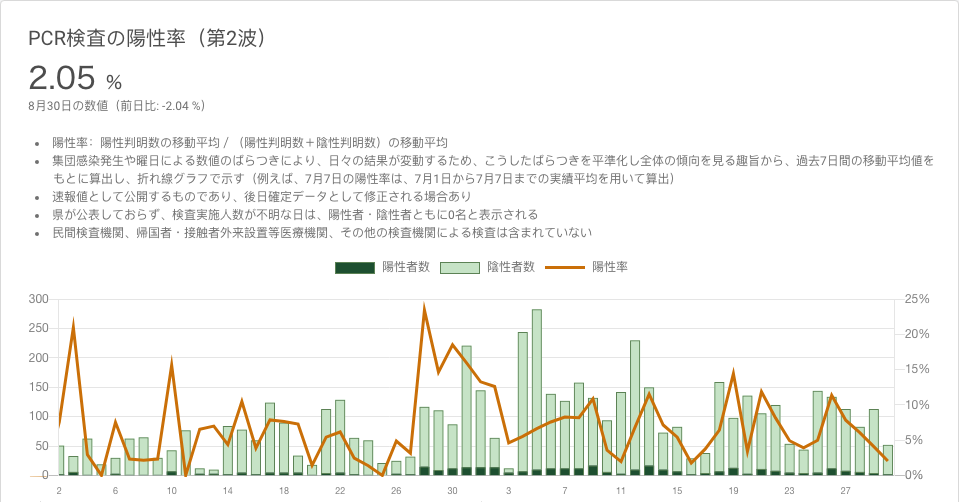 PCR検査の陽性率（第2波）
2.05 %
8月30日の数値（前日比: -2.04 %）
• 陽性率: 陽性判明数の移動平均 / （陽性判明数＋陰性判明数）の移動平均
• 集団感染発生や曜日による数値のばらつきにより、日々の結果が変動するため、こうしたばらつきを平準化し全体の傾向を見る趣旨から、過去7日間の移動平均値を
もとに算出し、折れ線グラフで示す（例えば、7月7日の陽性率は、7月1日から7月7日までの実績平均を用いて算出）
• 速報値として公開するものであり、後日確定データとして修正される場合あり
• 県が公表しておらず、検査実施人数が不明な日は、陽性者・陰性者ともに0名と表示される
• 民間検査機関、帰国者・接触者外来設置等医療機関、その他の検査機関による検査は含まれていない
陽性者数 陰性者数 陽性率
300 25%
250
20%
200
15%
150
10%
100
50 5%
0 0%
2 6 10 14 18 22 26 30 3 7 11 15 19 23 27